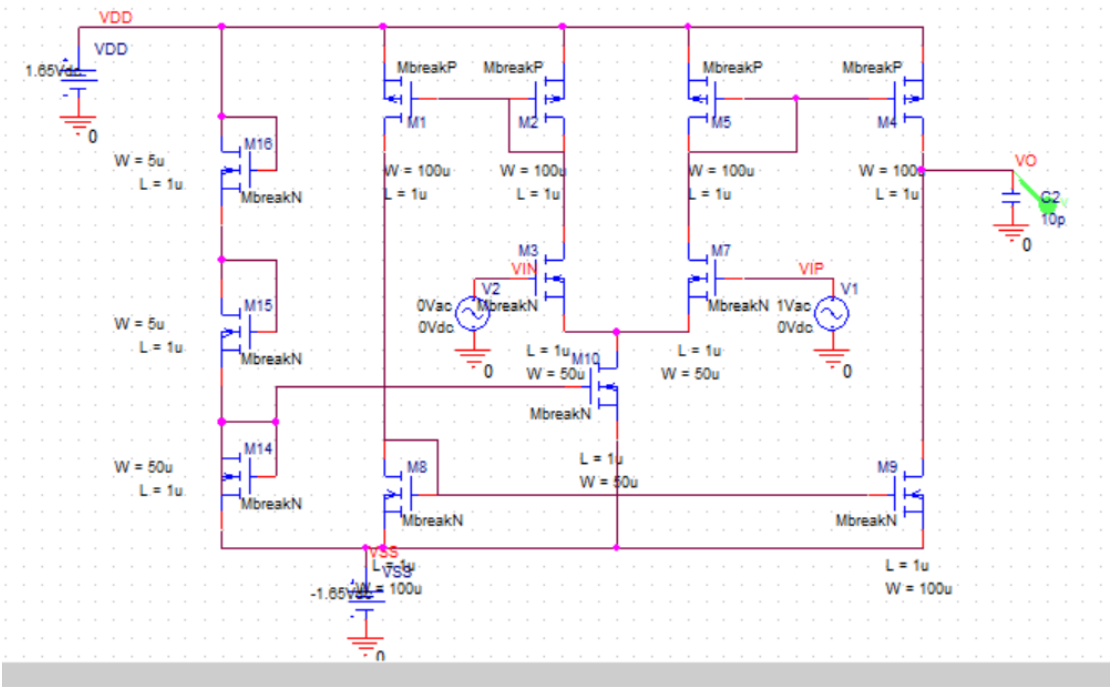 VDD
VDD
1.65Vdc
0
M16
W = 5u
L = 1u
MbreakN
MbreakP
M1
W = 100u
L = 1u
MbreakP
M2
W = 100u
L = 1u
MbreakP
M5
W = 100u
L = 1u
MbreakP
M4
W = 100u
L = 1u
VO
C2
10p
0
M15
W = 5u
L = 1u
MbreakN
M3
VIN
V2
MbreakN
0Vac
0Vdc
0
L = 1u
W = 50u
M7
VIP
V1
MbreakN
1Vac
0Vdc
0
L = 1u
W = 50u
M10
MbreakN
L = 1u
W = 50u
M14
W = 50u
L = 1u
MbreakN
M8
MbreakN
L = 1u
W = 100u
M9
MbreakN
L = 1u
W = 100u
VSS
VSS
-1.65Vdc
0